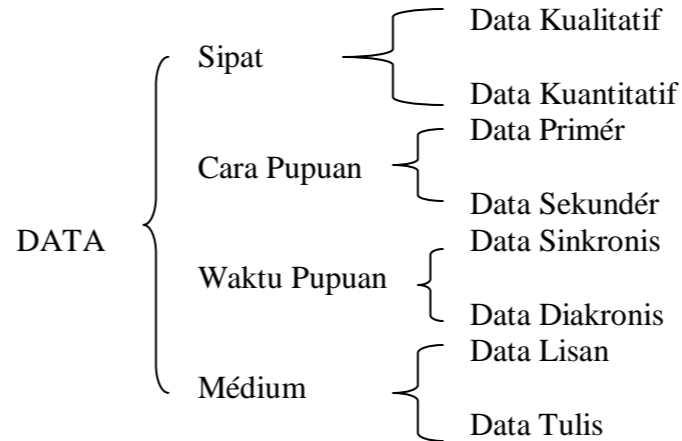 Data Kualitatif
Sipat
Data Kuantitatif
Data Primér
Cara Pupuan
Data Sekundér
DATA
Data Sinkronis
Waktu Pupuan
Data Diakronis
Data Lisan
Médium
Data Tulis